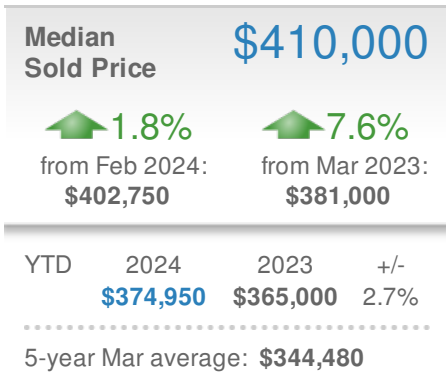 Median $410,000
Sold Price
1.8% 7.6%
from Feb 2024: from Mar 2023:
$402,750 $381,000
YTD 2024 2023 +/-
$374,950 $365,000 2.7%
5-year Mar average: $344,480